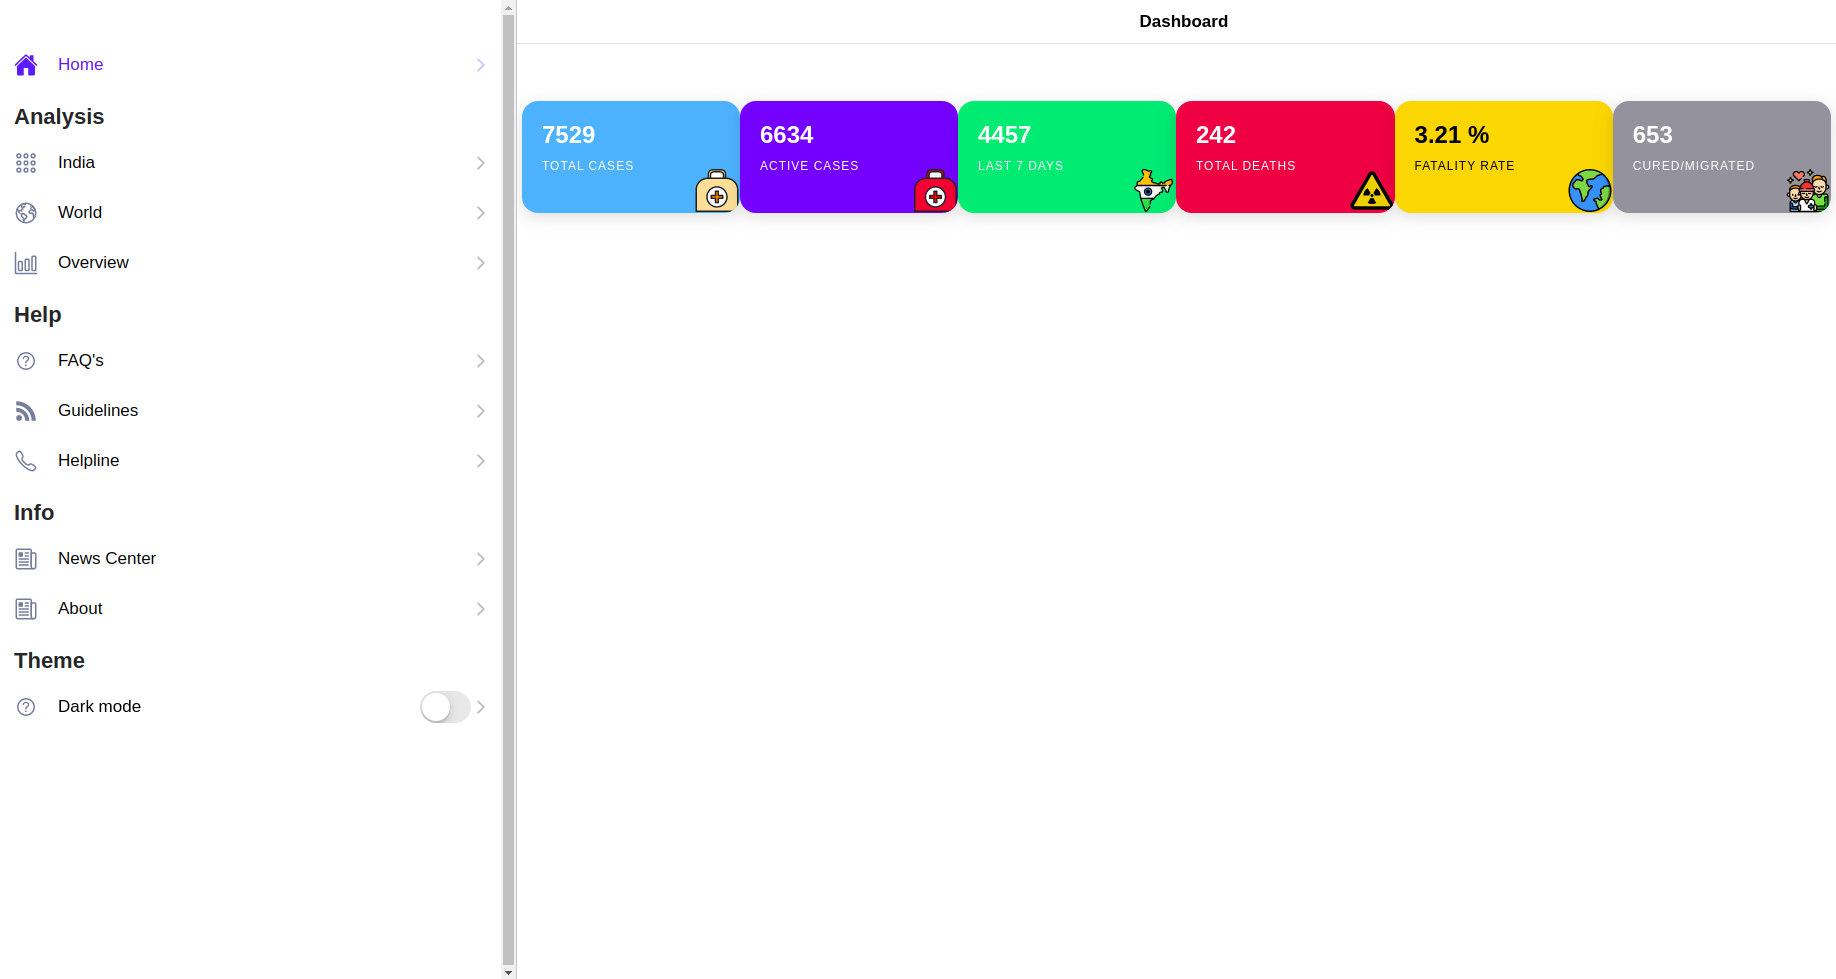 Dashboard
Home
Analysis
India
World
Overview
Help
FAQ's
Guidelines
Helpline
Info
News Center
About
Theme
Dark mode
7529
TOTAL CASES
6634
ACTIVE CASES
4457
LAST 7 DAYS
242
TOTAL DEATHS
3.21 %
FATALITY RATE
653
CURED/MIGRATED